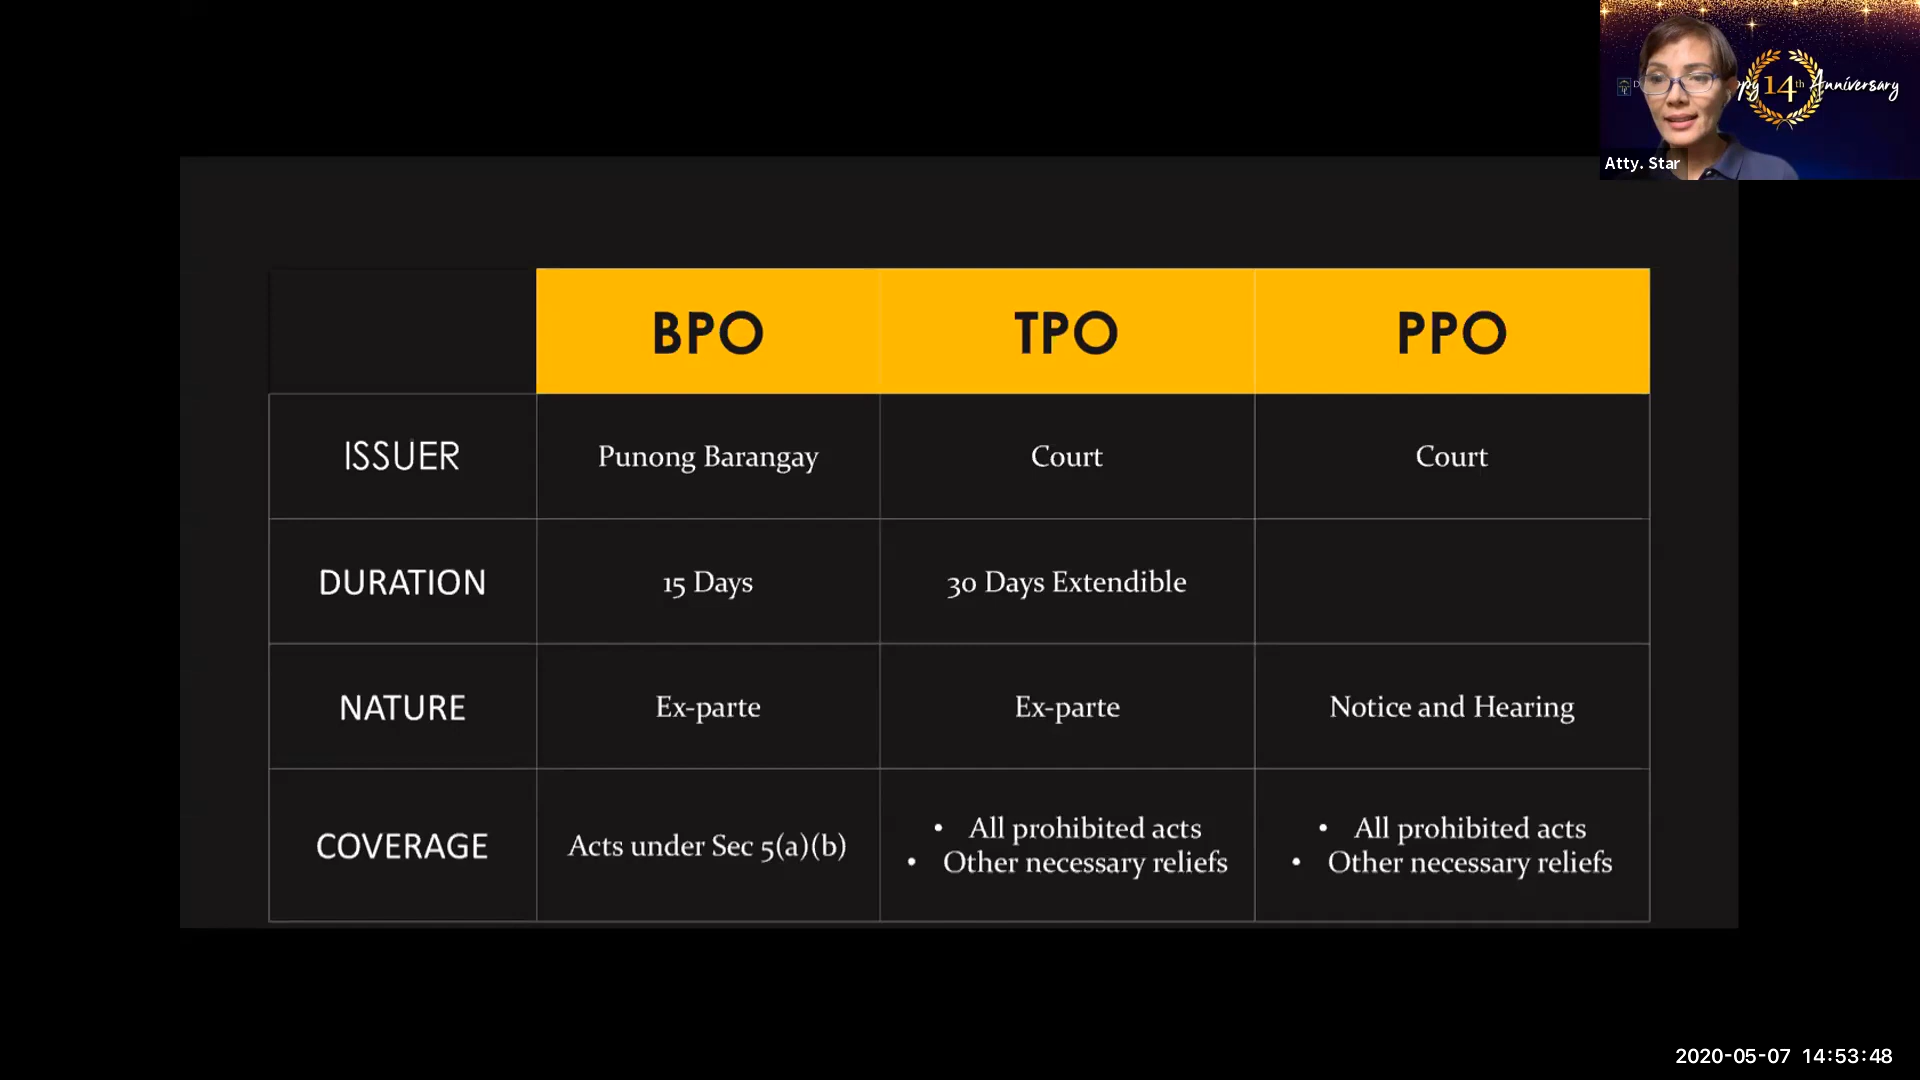 14th Anniversary
Atty. Star
BPO TPO PPO
ISSUER Punong Barangay Court Court
DURATION 15 Days 30 Days Extendible
NATURE Ex-parte Ex-parte Notice and Hearing
COVERAGE Acts under Sec 5(a)(b)
• All prohibited acts
• Other necessary reliefs
• All prohibited acts
• Other necessary reliefs
2020-05-07 14:53:48